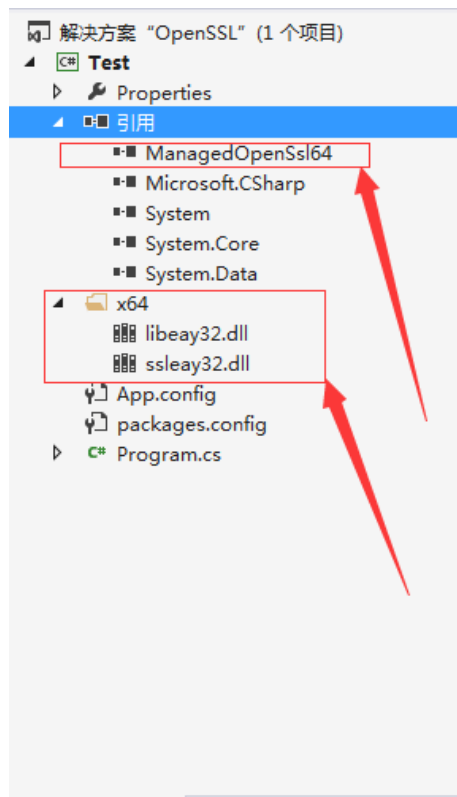 解决方案 “OpenSSL” (1 个项目)
C# Test
Properties
引用
ManagedOpenSsl64
Microsoft.CSharp
System
System.Core
System.Data
x64
libeay32.dll
ssleay32.dll
App.config
packages.config
C# Program.cs